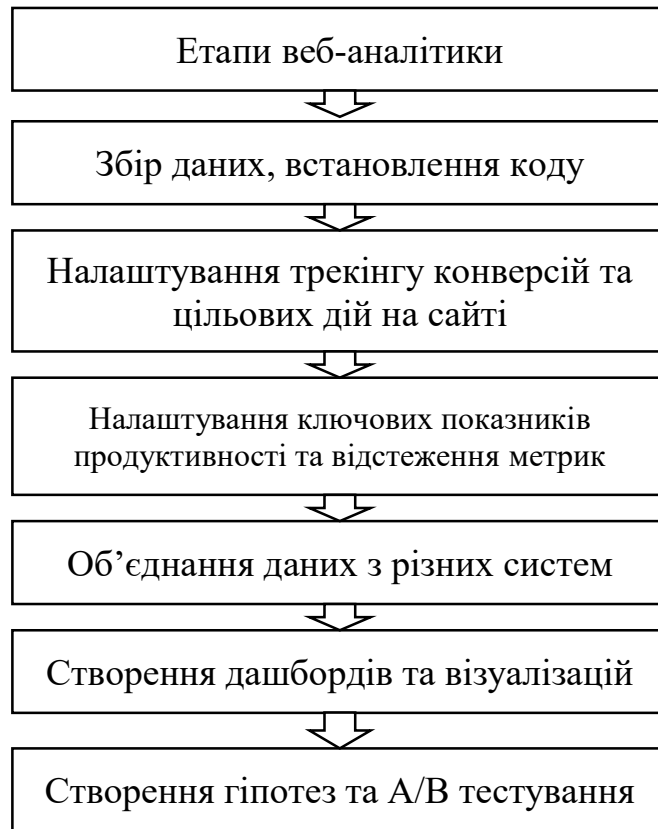 Етапи веб-аналітики
Збір даних, встановлення коду
Налаштування трекінгу конверсій та
цільових дій на сайті
Налаштування ключових показників
продуктивності та відстеження метрик
Об’єднання даних з різних систем
Створення дашбордів та візуалізацій
Створення гіпотез та А/В тестування